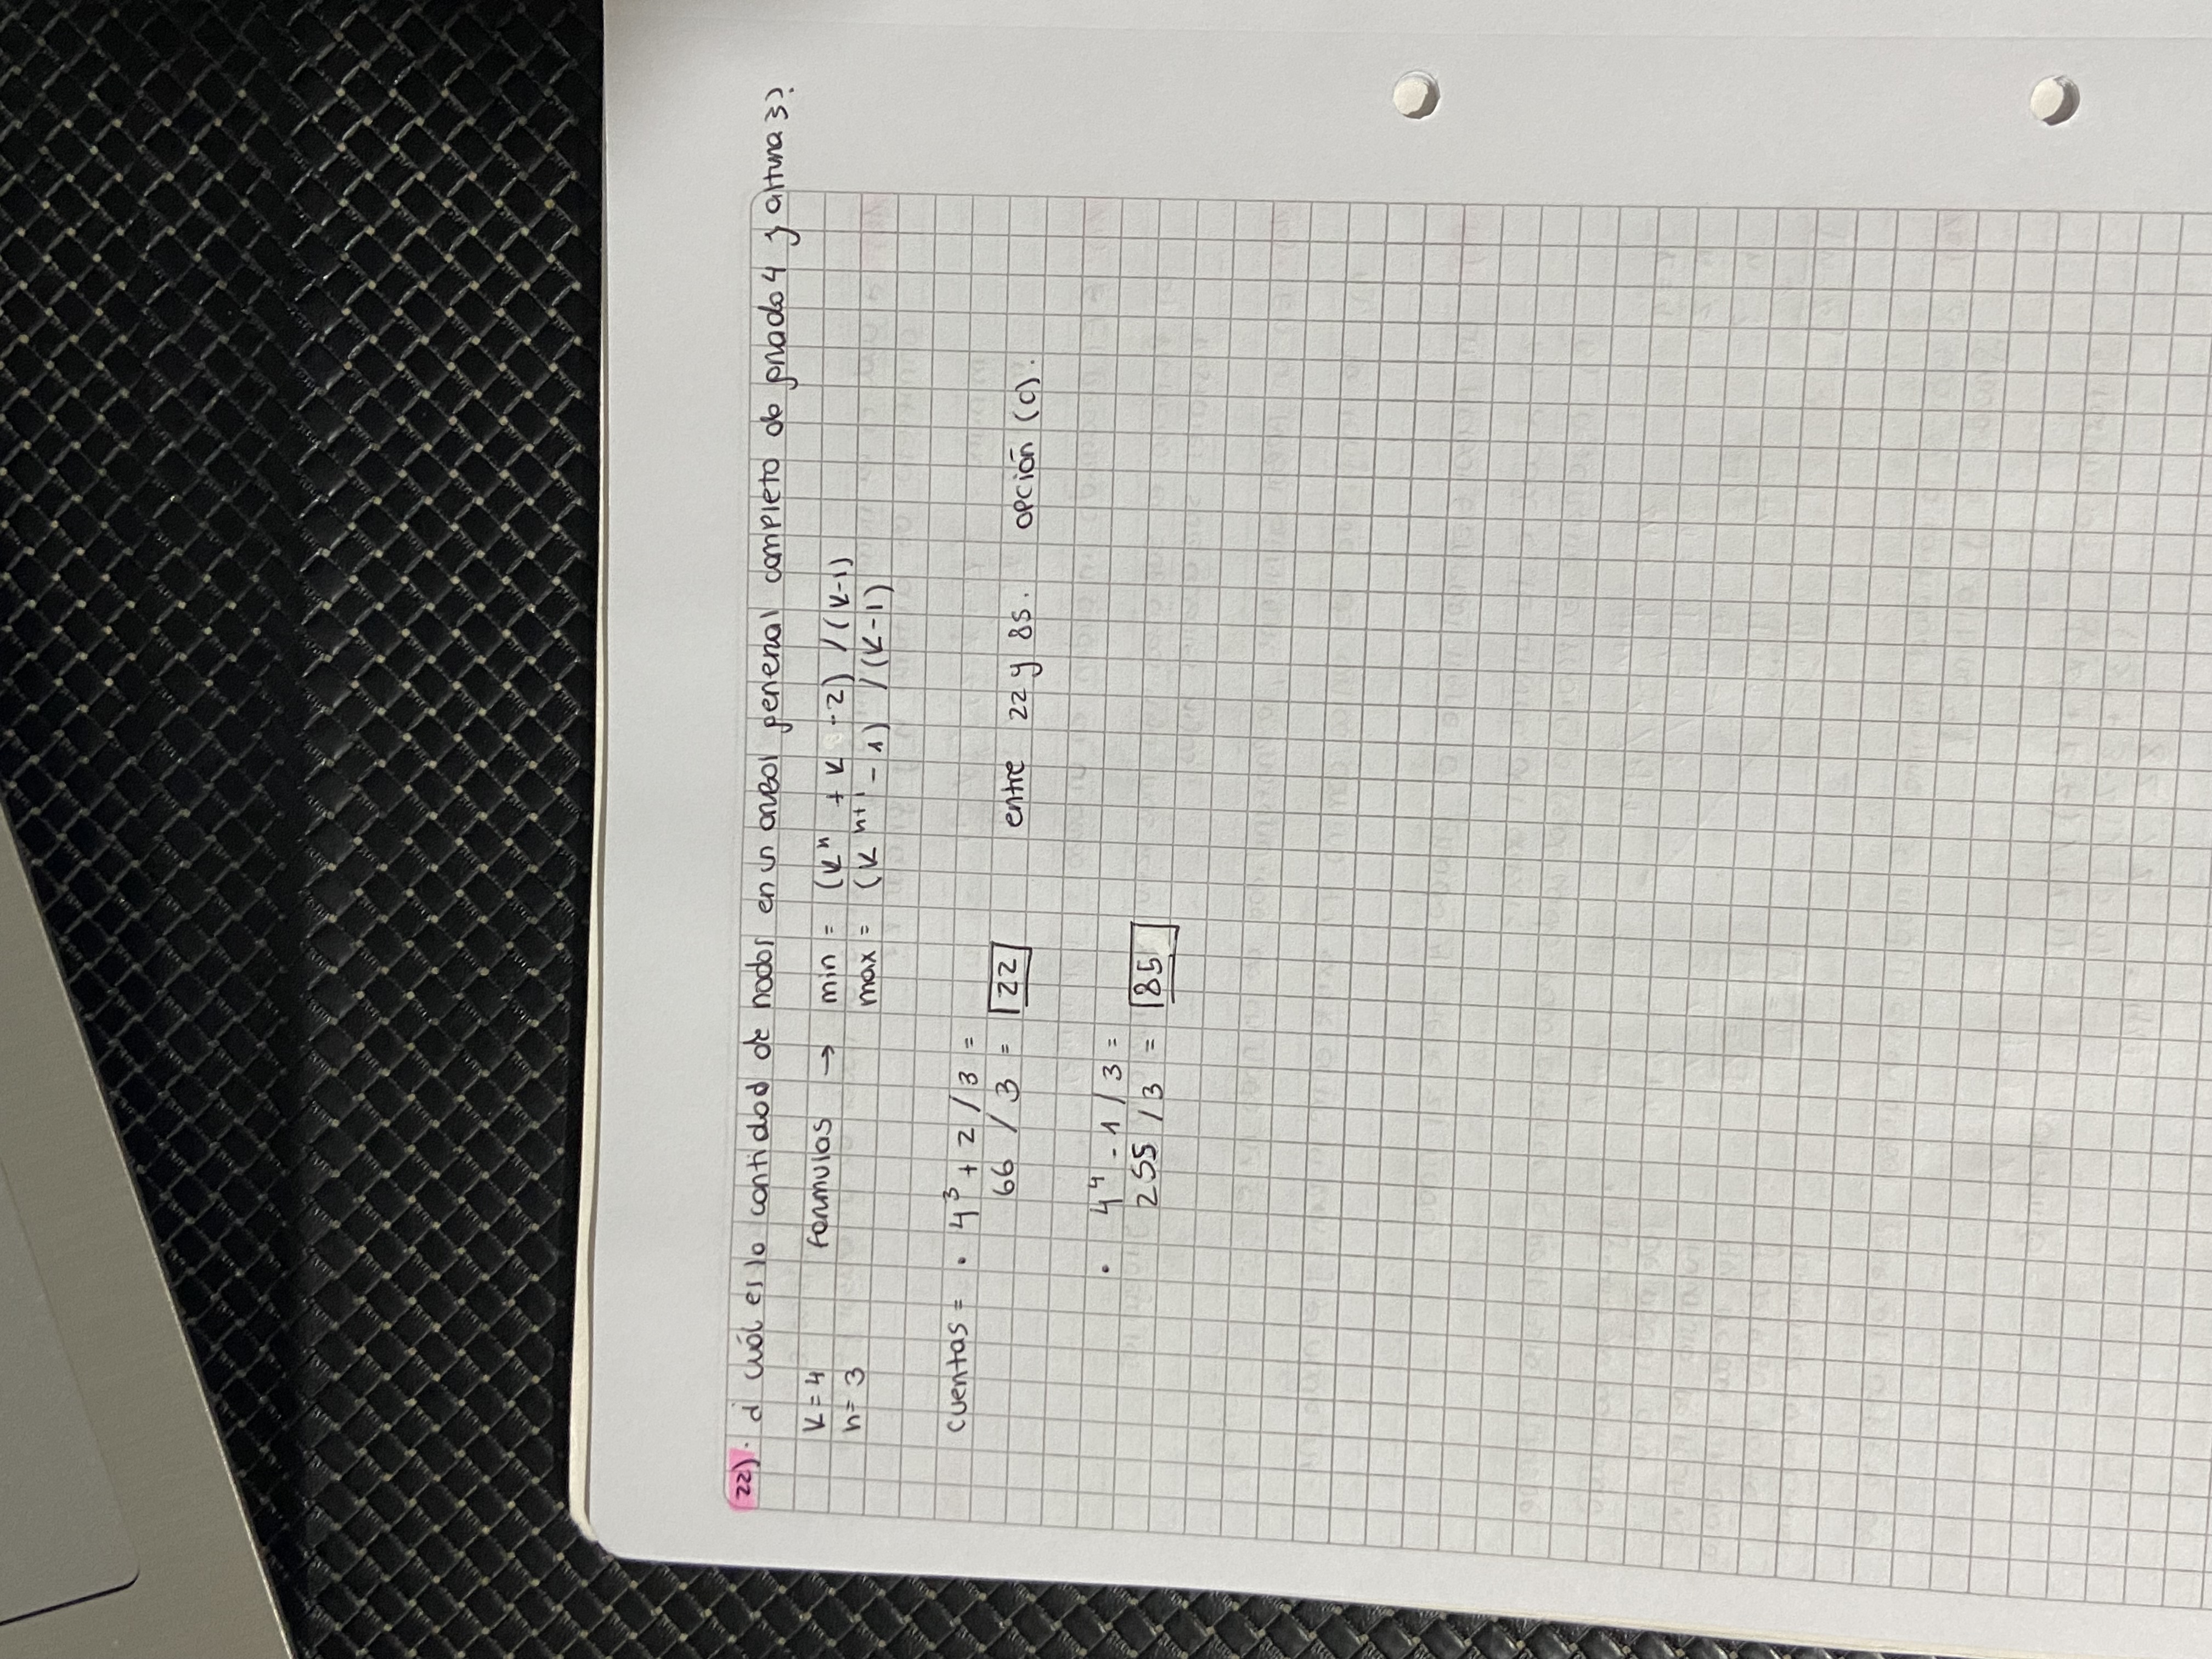 22). ¿ cuál es la cantidad de nodos en un arbol general completo de grado 4 y altura 3?
k = 4 formulas → min = (k^n + k - 2) / (k-1)
n = 3 max = (k^n+1 - 1) / (k-1)
cuentas = • 4^3 + 2 / 3 =
66 / 3 = 22 entre 22 y 85. opción (c).
• 4^4 - 1 / 3 =
255 / 3 = 85